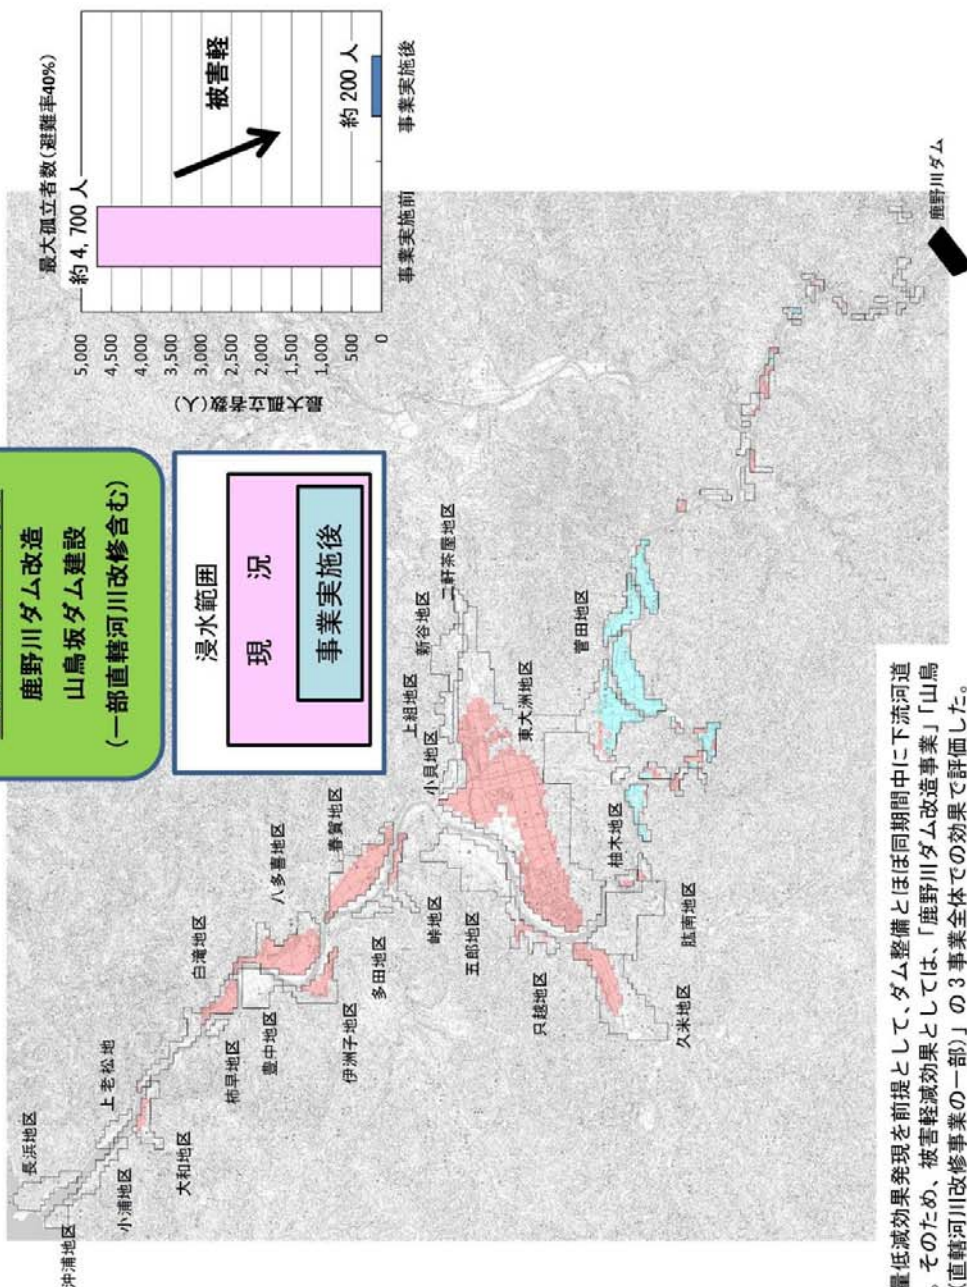 鹿野川ダム改造
山鳥坂ダム建設
(一部直轄河川改修含む)
浸水範囲
現 況
事業実施後
最大孤立者数(避難率40%)
約 4,700 人
被害軽
約 200 人
最大孤立者数(人)
5,000
4,500
4,000
3,500
3,000
2,500
2,000
1,500
1,000
500
0
事業実施前
事業実施後
長浜地区
沖浦地区
上老松地
小浦地区
大和地区
白滝地区
柿早地区
豊中地区
八多喜地区
伊洲子地区
春賀地区
多田地区
峠地区
上組地区
小貝地区
新谷地区
二軒茶屋地区
五郎地区
東大洲地区
只越地区
菅田地区
柚木地区
肱南地区
久米地区
鹿野川ダム
量低減効果発現を前提として、ダム整備とほぼ同期間中に下流河道
。そのため、被害軽減効果としては、「鹿野川ダム改造事業」「山鳥
(直轄河川改修事業の一部)」の 3 事業全体での効果で評価した。